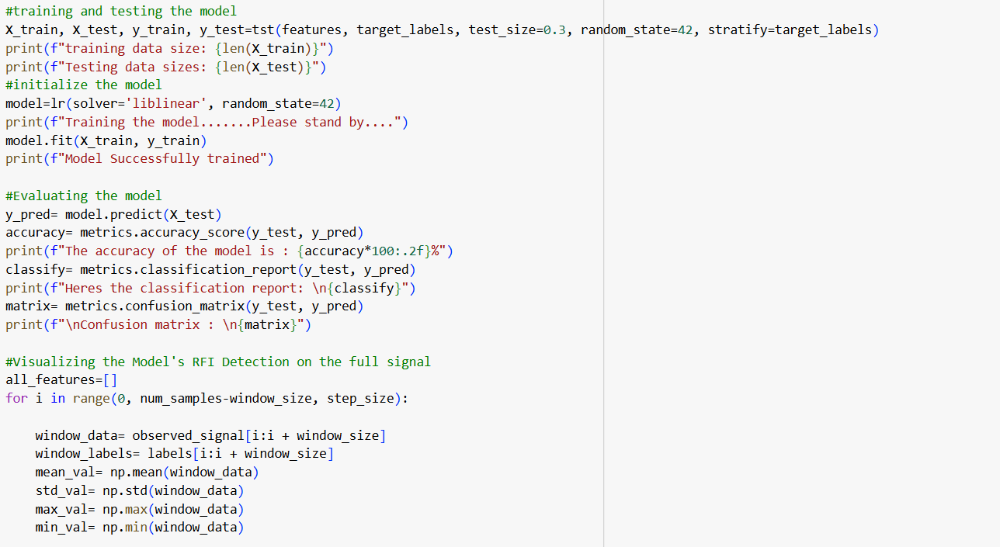 #training and testing the model
X_train, X_test, y_train, y_test=tst(features, target_labels, test_size=0.3, random_state=42, stratify=target_labels)
print(f"training data size: {len(X_train)}")
print(f"Testing data sizes: {len(X_test)}")
#initialize the model
model=lr(solver='liblinear', random_state=42)
print(f"Training the model.......Please stand by....")
model.fit(X_train, y_train)
print(f"Model Successfully trained")

#Evaluating the model
y_pred= model.predict(X_test)
accuracy= metrics.accuracy_score(y_test, y_pred)
print(f"The accuracy of the model is : {accuracy*100:.2f}%")
classify= metrics.classification_report(y_test, y_pred)
print(f"Heres the classification report: \n{classify}")
matrix= metrics.confusion_matrix(y_test, y_pred)
print(f"\nConfusion matrix : \n{matrix}")

#Visualizing the Model's RFI Detection on the full signal
all_features=[]
for i in range(0, num_samples-window_size, step_size):

    window_data= observed_signal[i:i + window_size]
    window_labels= labels[i:i + window_size]
    mean_val= np.mean(window_data)
    std_val= np.std(window_data)
    max_val= np.max(window_data)
    min_val= np.min(window_data)